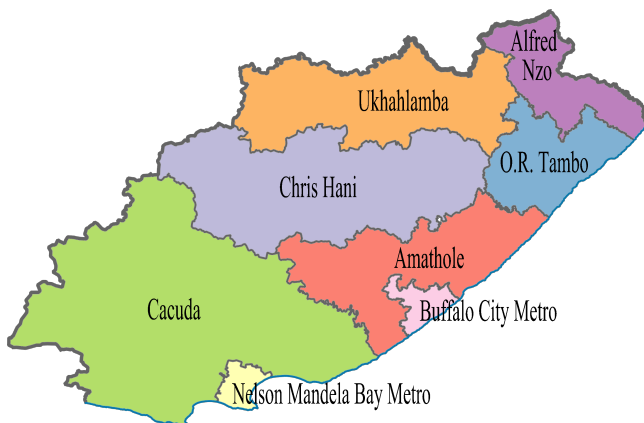 Alfred
Nzo
Ukhahlamba
O.R. Tambo
Chris Hani
Amathole
Cacuda
Buffalo City Metro
Nelson Mandela Bay Metro